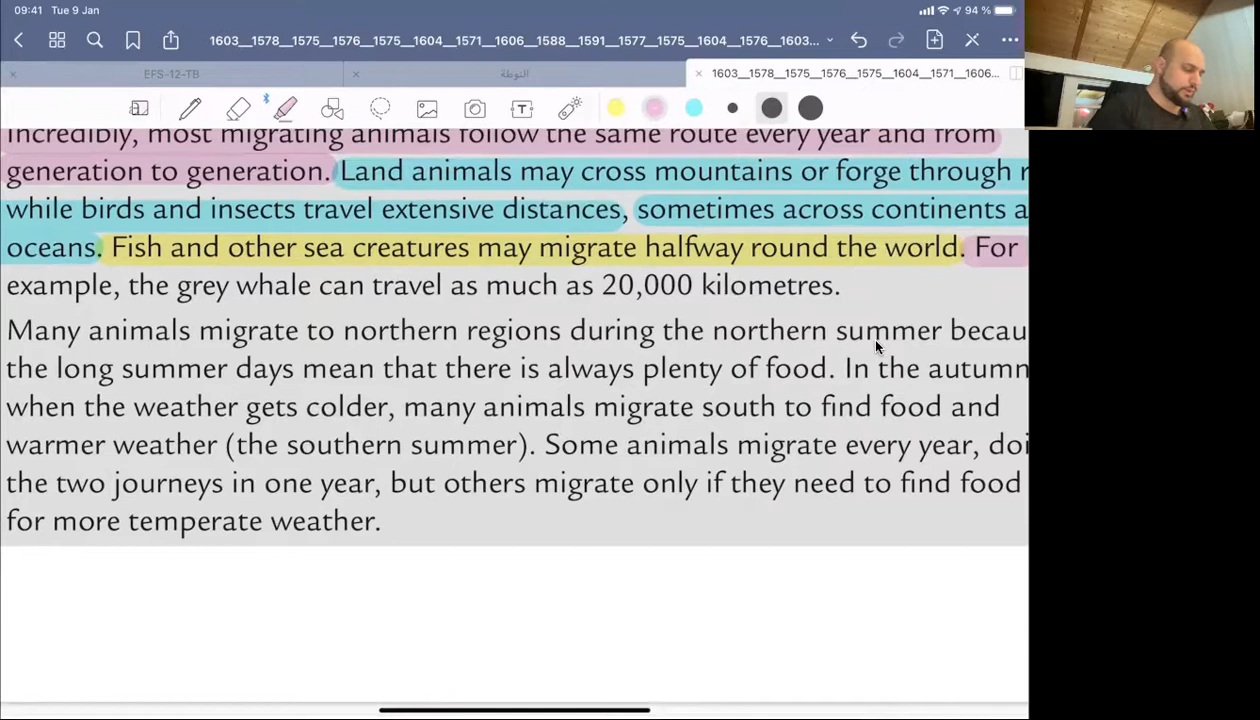 09:41 Tue 9 Jan
94 %
1603__1578__1575__1576__1575__1604__1571__1606__1588__1591__1577__1575__1604__1576__1603...
EFS-12-TB
النوطة
1603__1578__1575__1576__1575__1604__1571__1606...
Incredibly, most migrating animals follow the same route every year and from
generation to generation. Land animals may cross mountains or forge through r
while birds and insects travel extensive distances, sometimes across continents a
oceans. Fish and other sea creatures may migrate halfway round the world. For
example, the grey whale can travel as much as 20,000 kilometres.
Many animals migrate to northern regions during the northern summer becau
the long summer days mean that there is always plenty of food. In the autumn
when the weather gets colder, many animals migrate south to find food and
warmer weather (the southern summer). Some animals migrate every year, doi
the two journeys in one year, but others migrate only if they need to find food
for more temperate weather.